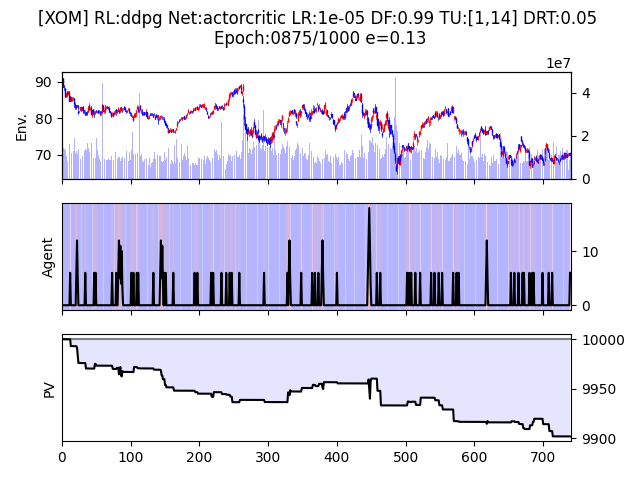 [XOM] RL:ddpg Net:actorcritic LR:1e-05 DF:0.99 TU:[1,14] DRT:0.05
Epoch:0875/1000 e=0.13
1e7
90
80
70
Env.
4
2
0
Agent
10
0
PV
10000
9950
9900
0 100 200 300 400 500 600 700